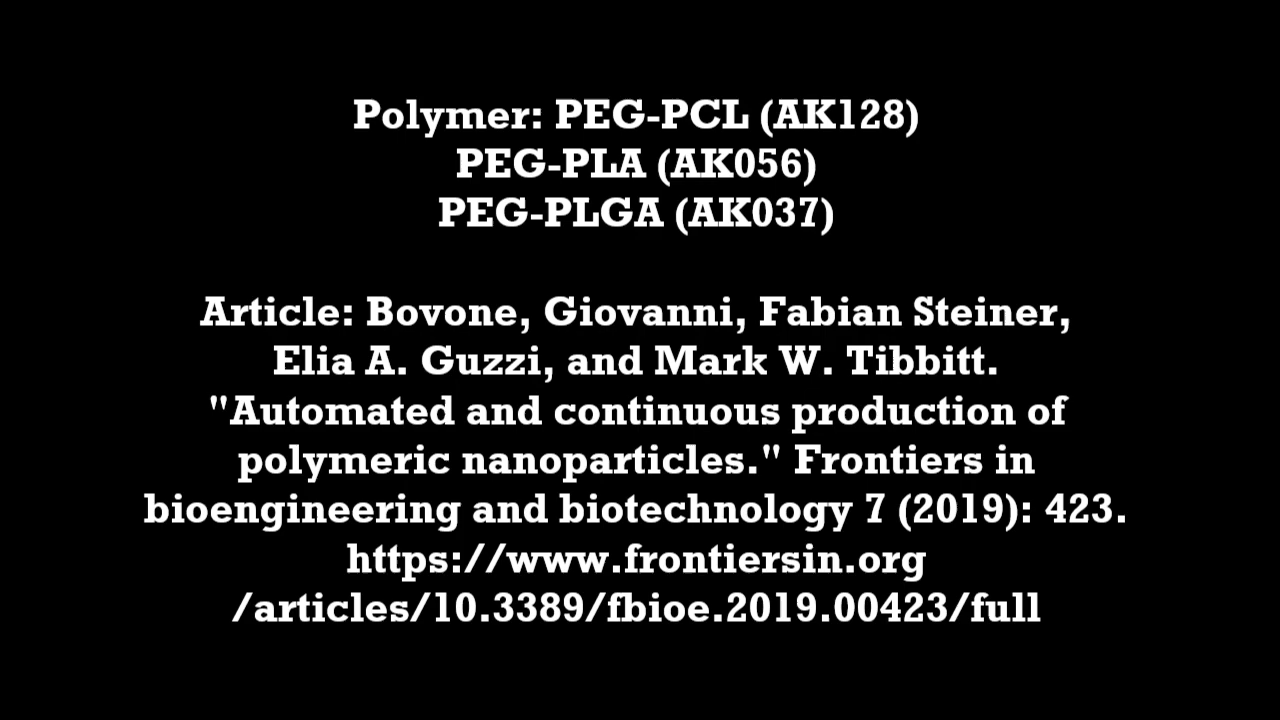 Polymer: PEG-PCL (AK128)
PEG-PLA (AK056)
PEG-PLGA (AK037)
Article: Bovone, Giovanni, Fabian Steiner,
Elia A. Guzzi, and Mark W. Tibbitt.
"Automated and continuous production of
polymeric nanoparticles." Frontiers in
bioengineering and biotechnology 7 (2019): 423.
https://www.frontiersin.org
/articles/10.3389/fbioe.2019.00423/full